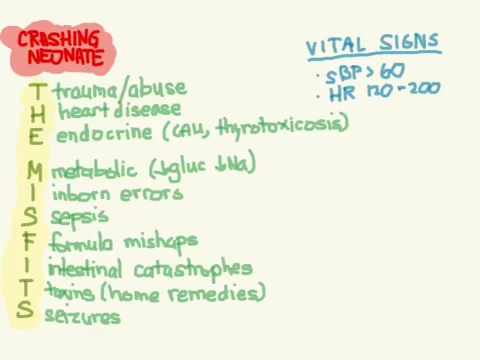 CRASHING
NEONATE
VITAL SIGNS
· SBP > 60
· HR 120-200
T trauma/abuse
H heart disease
E endocrine (CAH, thyrotoxicosis)
M metabolic (↓gluc ↓Na)
I inborn errors
S sepsis
F formula mishaps
I intestinal catastrophes
T toxins (home remedies)
S seizures